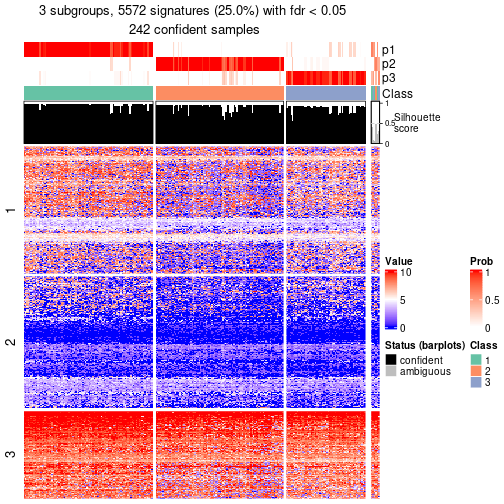 3 subgroups, 5572 signatures (25.0%) with fdr < 0.05
242 confident samples
p1
p2
p3
Class
1
0.5
0
Silhouette
score
1
2
3
Value
10
5
0
Prob
1
0.5
0
Status (barplots)
confident
ambiguous
Class
1
2
3